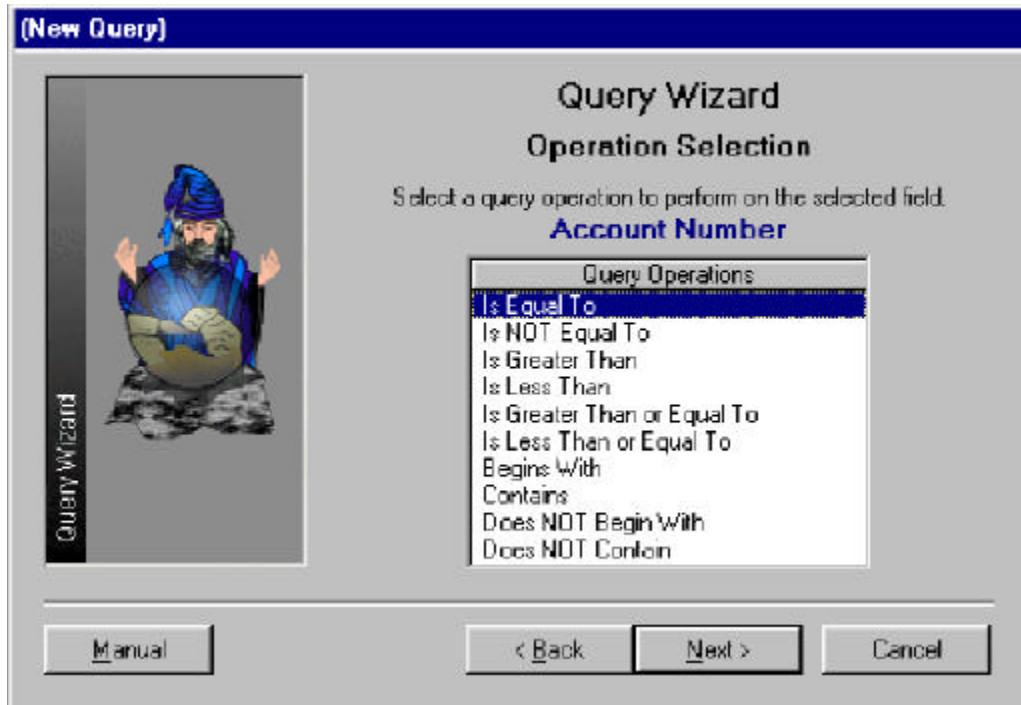 (New Query)
Query Wizard
Query Wizard
Operation Selection
Select a query operation to perform on the selected field.
Account Number
Query Operations
Is Equal To
Is NOT Equal To
Is Greater Than
Is Less Than
Is Greater Than or Equal To
Is Less Than or Equal To
Begins With
Contains
Does NOT Begin With
Does NOT Contain
Manual
< Back
Next >
Cancel